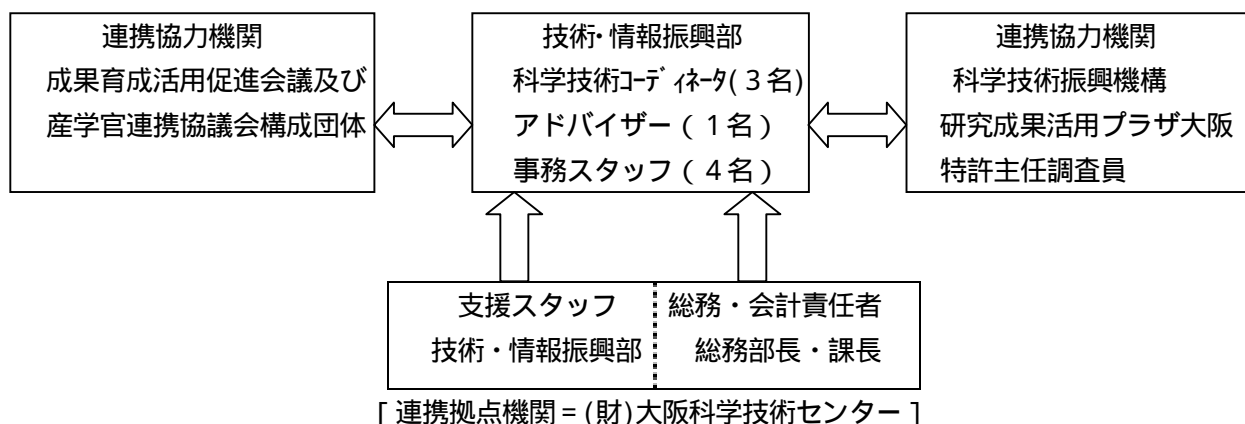 連携協力機関
成果育成活用促進会議及び
産学官連携協議会構成団体
技術・情報振興部
科学技術ｺｰﾃﾞｨﾈｰﾀ(３名)
アドバイザー（１名）
事務スタッフ（４名）
連携協力機関
科学技術振興機構
研究成果活用プラザ大阪
特許主任調査員
支援スタッフ
技術・情報振興部
総務・会計責任者
総務部長・課長
[ 連携拠点機関＝(財)大阪科学技術センター ]